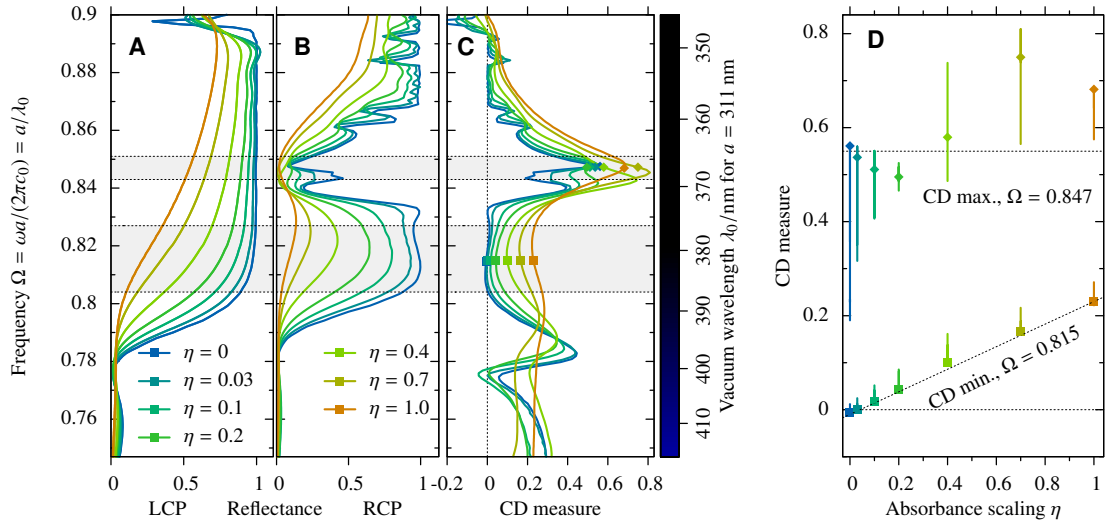 Frequency Ω = ωa/(2πc₀) = a/λ₀
0.9
0.88
0.86
0.84
0.82
0.8
0.78
0.76
A
B
C
D
η = 0
η = 0.03
η = 0.1
η = 0.2
η = 0.4
η = 0.7
η = 1.0
0 0.5 1 0 0.5 1 -0.2 0 0.2 0.4 0.6 0.8
LCP Reflectance RCP CD measure
350
360
370
380
390
400
410
Vacuum wavelength λ₀/nm for a = 311 nm
CD measure
0.8
0.6
0.4
0.2
0
CD max., Ω = 0.847
CD min., Ω = 0.815
0 0.2 0.4 0.6 0.8 1
Absorbance scaling η